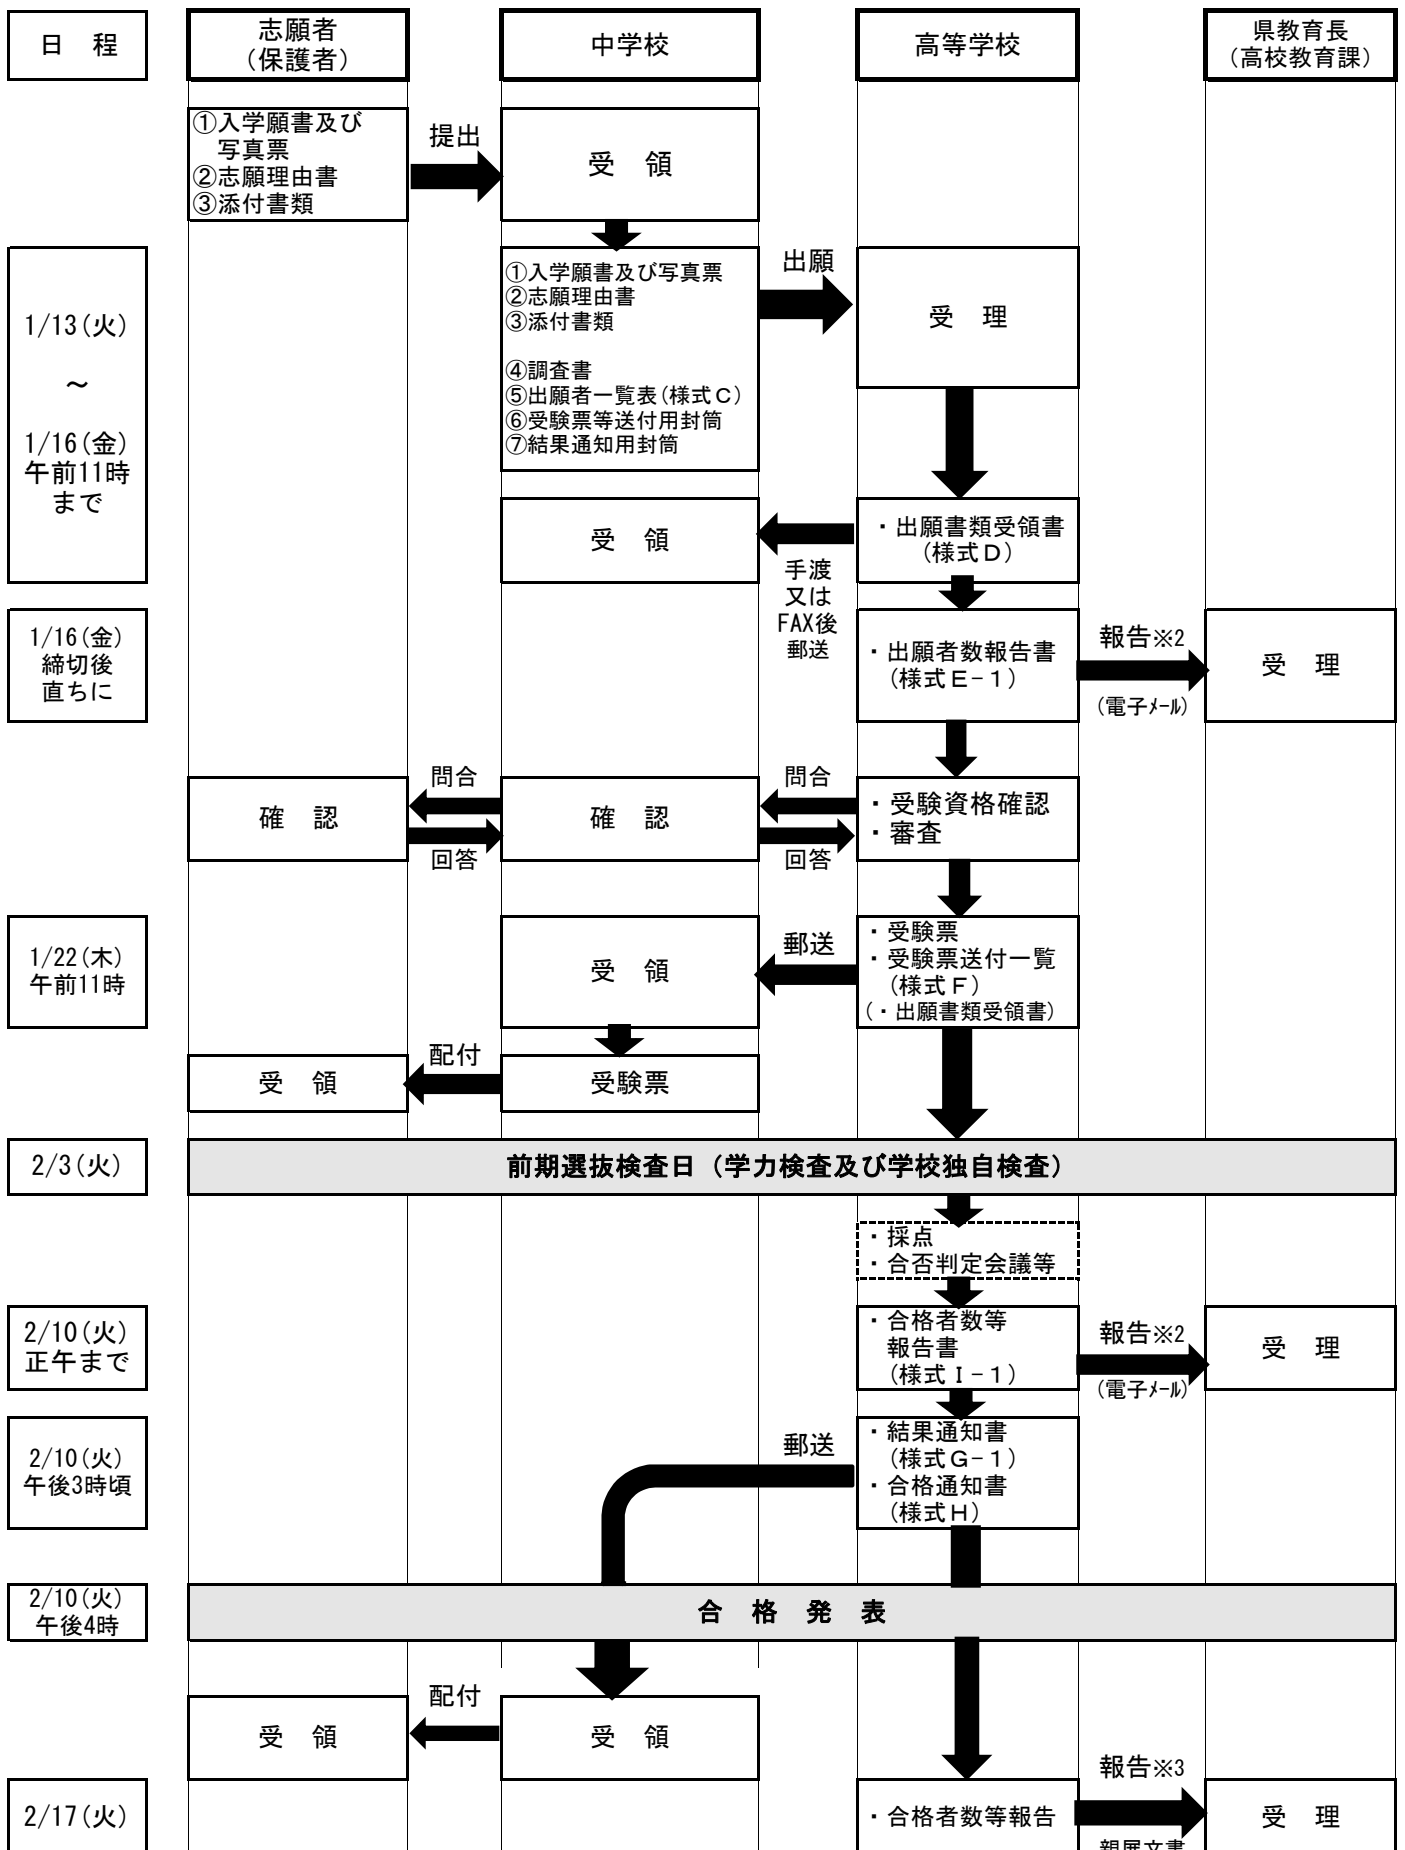 日　程
志願者
（保護者）
中学校
高等学校
県教育長
（高校教育課）
①入学願書及び
写真票
②志願理由書
③添付書類
提出
受　領
1/13(火)
～
1/16(金)
午前11時
まで
①入学願書及び写真票
②志願理由書
③添付書類
④調査書
⑤出願者一覧表(様式Ｃ)
⑥受験票等送付用封筒
⑦結果通知用封筒
出願
受　理
受　領
手渡
又は
FAX後
郵送
・出願書類受領書
(様式Ｄ)
1/16(金)
締切後
直ちに
・出願者数報告書
(様式Ｅ-１)
報告※2
(電子ﾒｰﾙ)
受　理
確　認
問合
回答
確　認
問合
回答
・受験資格確認
・審査
1/22(木)
午前11時
受　領
郵送
・受験票
・受験票送付一覧
(様式Ｆ)
(・出願書類受領書)
受　領
配付
受験票
2/3(火)
前期選抜検査日（学力検査及び学校独自検査）
・採点
・合否判定会議等
2/10(火)
正午まで
・合格者数等
報告書
(様式Ｉ-１)
報告※2
(電子ﾒｰﾙ)
受　理
2/10(火)
午後3時頃
郵送
・結果通知書
(様式Ｇ-１)
・合格通知書
(様式Ｈ)
2/10(火)
午後4時
合　格　発　表
受　領
配付
受　領
2/17(火)
・合格者数等報告
報告※3
受　理